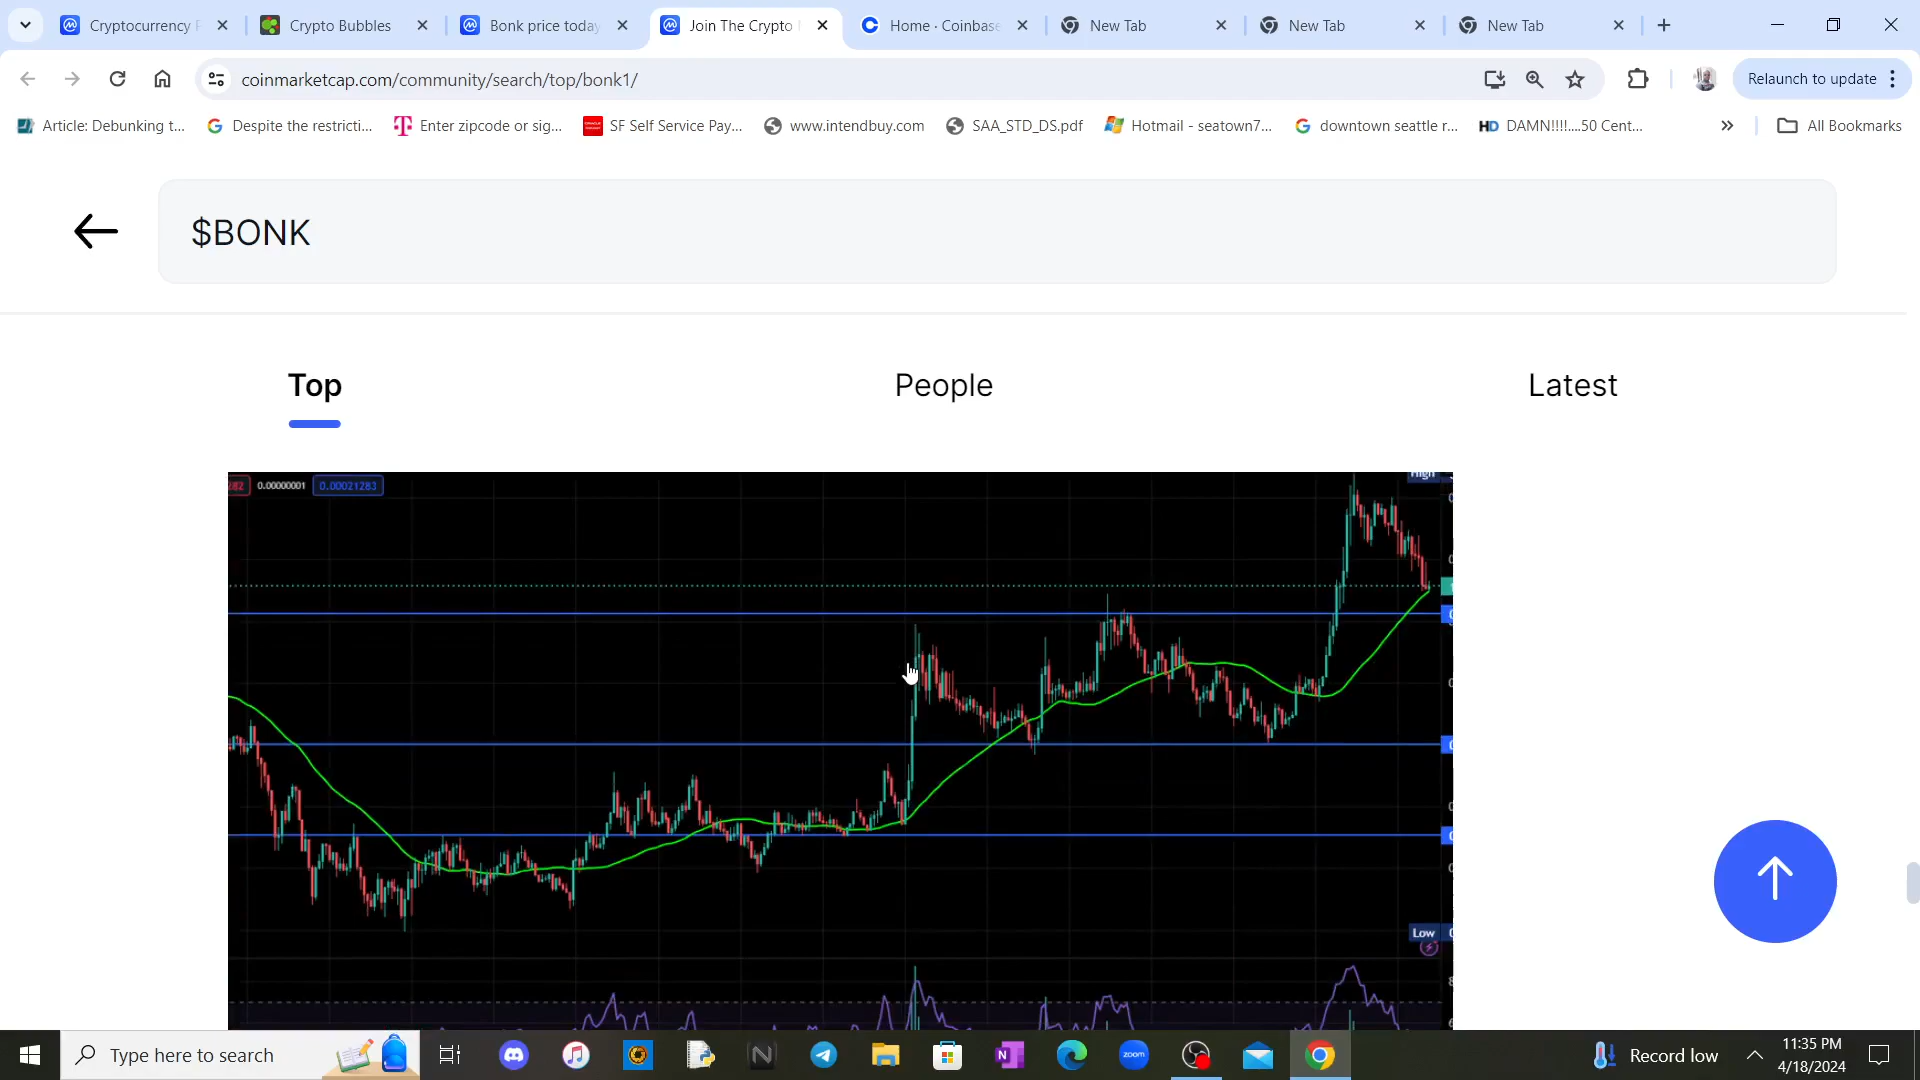 Cryptocurrency P
Crypto Bubbles
Bonk price today
Join The Crypto
Home · Coinbase
New Tab
New Tab
New Tab
coinmarketcap.com/community/search/top/bonk1/
Relaunch to update
Article: Debunking t...
Despite the restricti...
Enter zipcode or sig...
SF Self Service Pay...
www.intendbuy.com
SAA_STD_DS.pdf
Hotmail - seatown7...
downtown seattle r...
HD DAMN!!!!....50 Cent...
All Bookmarks
$BONK
Top
People
Latest
282 0.00000001 0.00021283
High
Low
Type here to search
zoom
Record low
11:35 PM
4/18/2024